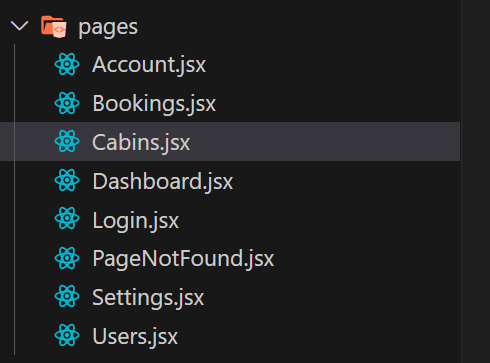 pages
Account.jsx
Bookings.jsx
Cabins.jsx
Dashboard.jsx
Login.jsx
PageNotFound.jsx
Settings.jsx
Users.jsx